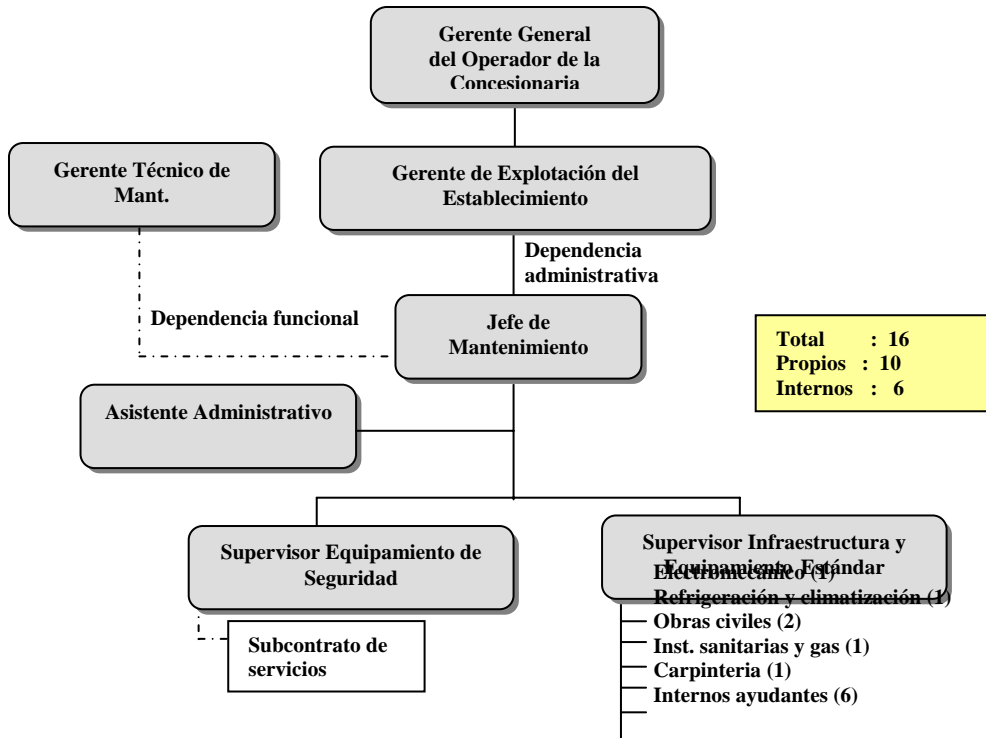 Gerente General
del Operador de la
Concesionaria
Gerente Técnico de
Mant.
Gerente de Explotación del
Establecimiento
Dependencia
administrativa
Dependencia funcional
Jefe de
Mantenimiento
Total : 16
Propios : 10
Internos : 6
Asistente Administrativo
Supervisor Equipamiento de
Seguridad
Subcontrato de
servicios
Supervisor Infraestructura y
Equipamiento Estándar
Electromecánico (1)
Refrigeración y climatización (1)
Obras civiles (2)
Inst. sanitarias y gas (1)
Carpinteria (1)
Internos ayudantes (6)